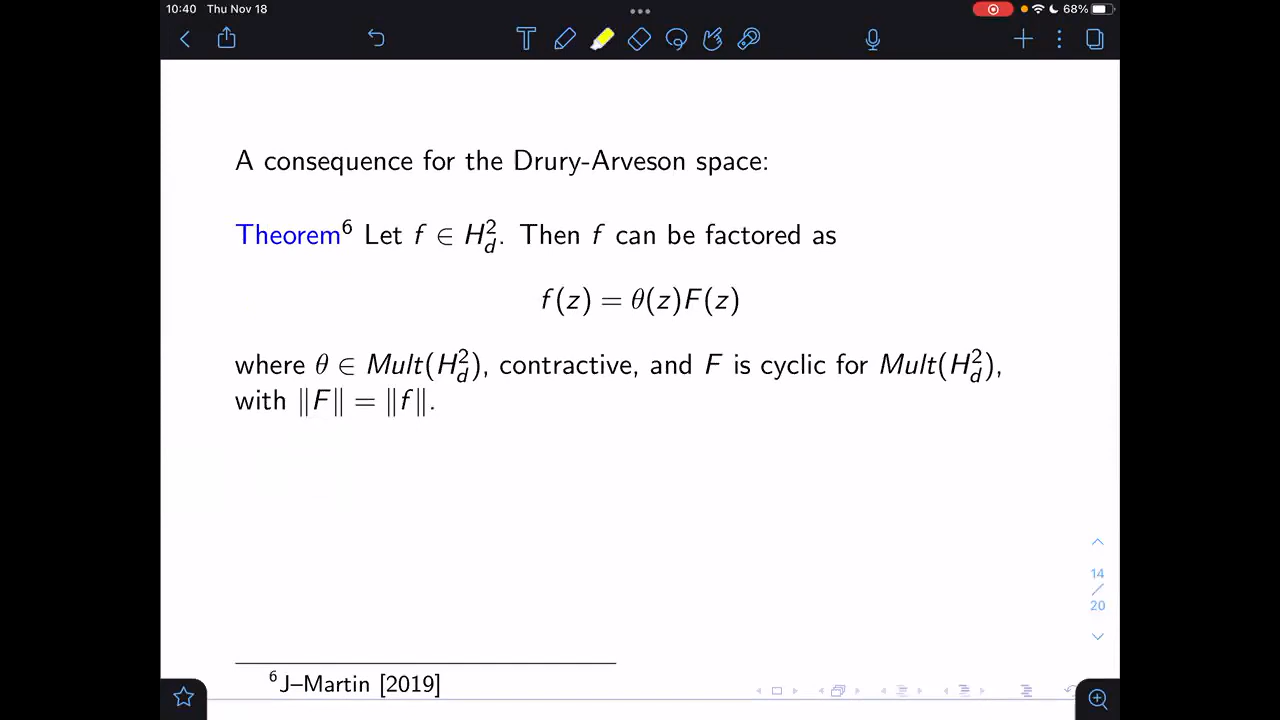 10:40 Thu Nov 18
68%
A consequence for the Drury-Arveson space:
Theorem⁶ Let f ∈ H²_d. Then f can be factored as
f(z) = θ(z)F(z)
where θ ∈ Mult(H²_d), contractive, and F is cyclic for Mult(H²_d),
with ‖F‖ = ‖f‖.
14
/
20
⁶J–Martin [2019]